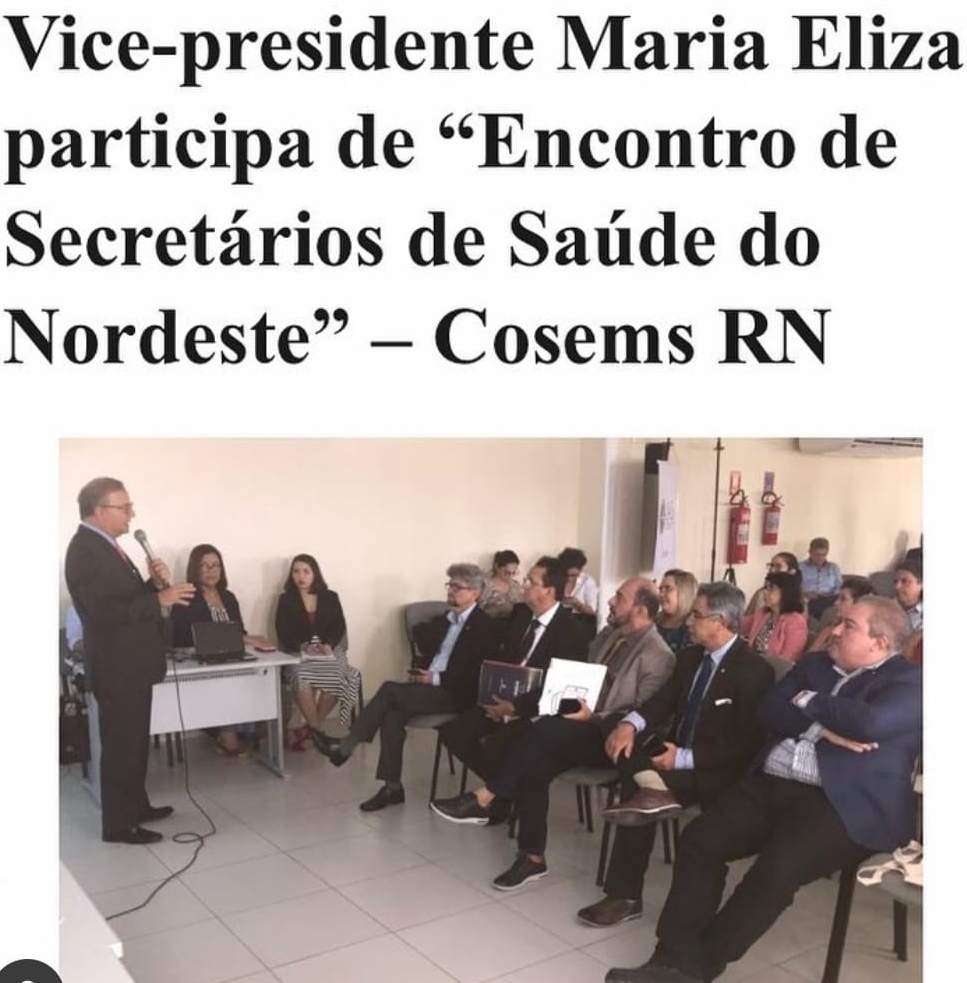 Vice-presidente Maria Eliza
participa de “Encontro de
Secretários de Saúde do
Nordeste” – Cosems RN